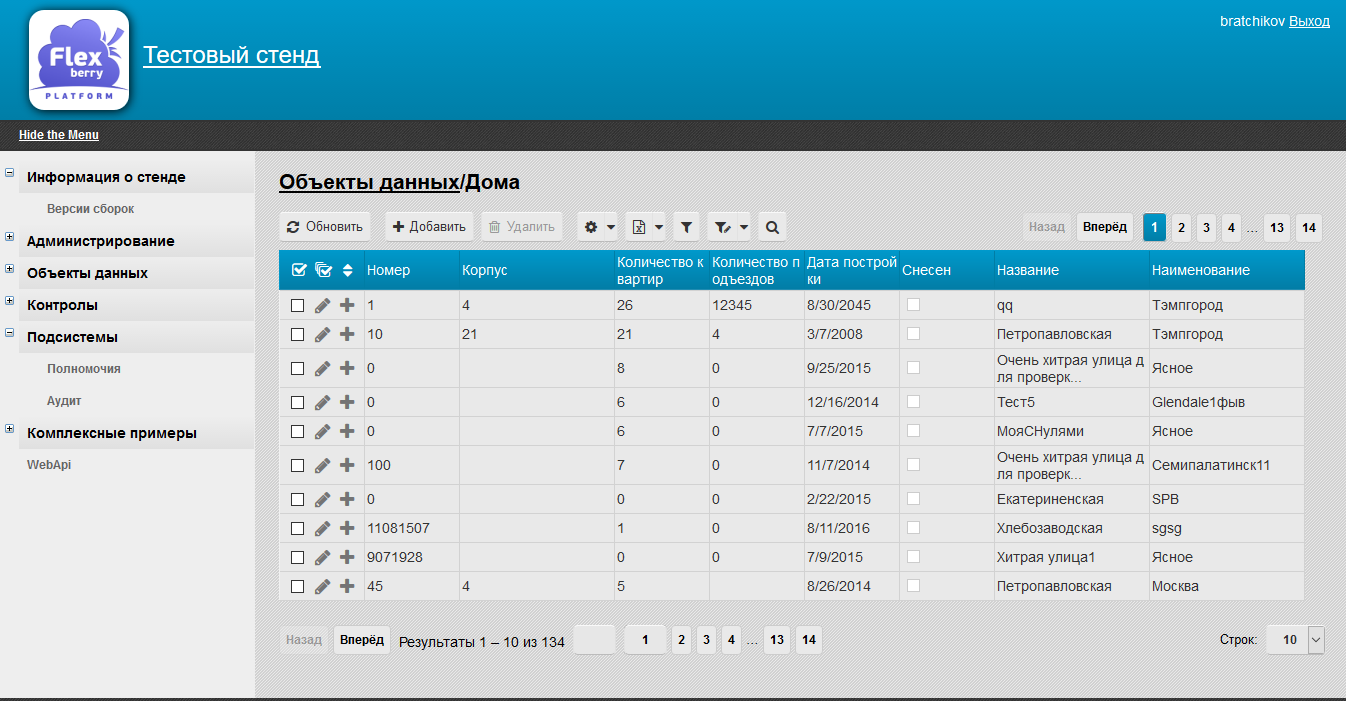 bratchikov Выход
Flex
berry
PLATFORM
Тестовый стенд
Hide the Menu
Информация о стенде
Версии сборок
Администрирование
Объекты данных
Контролы
Подсистемы
Полномочия
Аудит
Комплексные примеры
WebApi
Объекты данных/Дома
Обновить Добавить Удалить Назад Вперёд 1 2 3 4 ... 13 14
Номер Корпус Количество к Количество п Дата построй Снесен Название Наименование
вартир одъездов ки
1 4 26 12345 8/30/2045 qq Тэмпгород
10 21 21 4 3/7/2008 Петропавловская Тэмпгород
0 8 0 9/25/2015 Очень хитрая улица д Ясное
ля проверк...
0 6 0 12/16/2014 Тест5 Glendale1фыв
0 6 0 7/7/2015 МояСНулями Ясное
100 7 0 11/7/2014 Очень хитрая улица д Семипалатинск11
ля проверк...
0 0 0 2/22/2015 Екатериненская SPB
11081507 1 0 8/11/2016 Хлебозаводская sgsg
9071928 0 0 7/9/2015 Хитрая улица1 Ясное
45 4 5 8/26/2014 Петропавловская Москва
Назад Вперёд Результаты 1 – 10 из 134 1 2 3 4 ... 13 14 Строк: 10